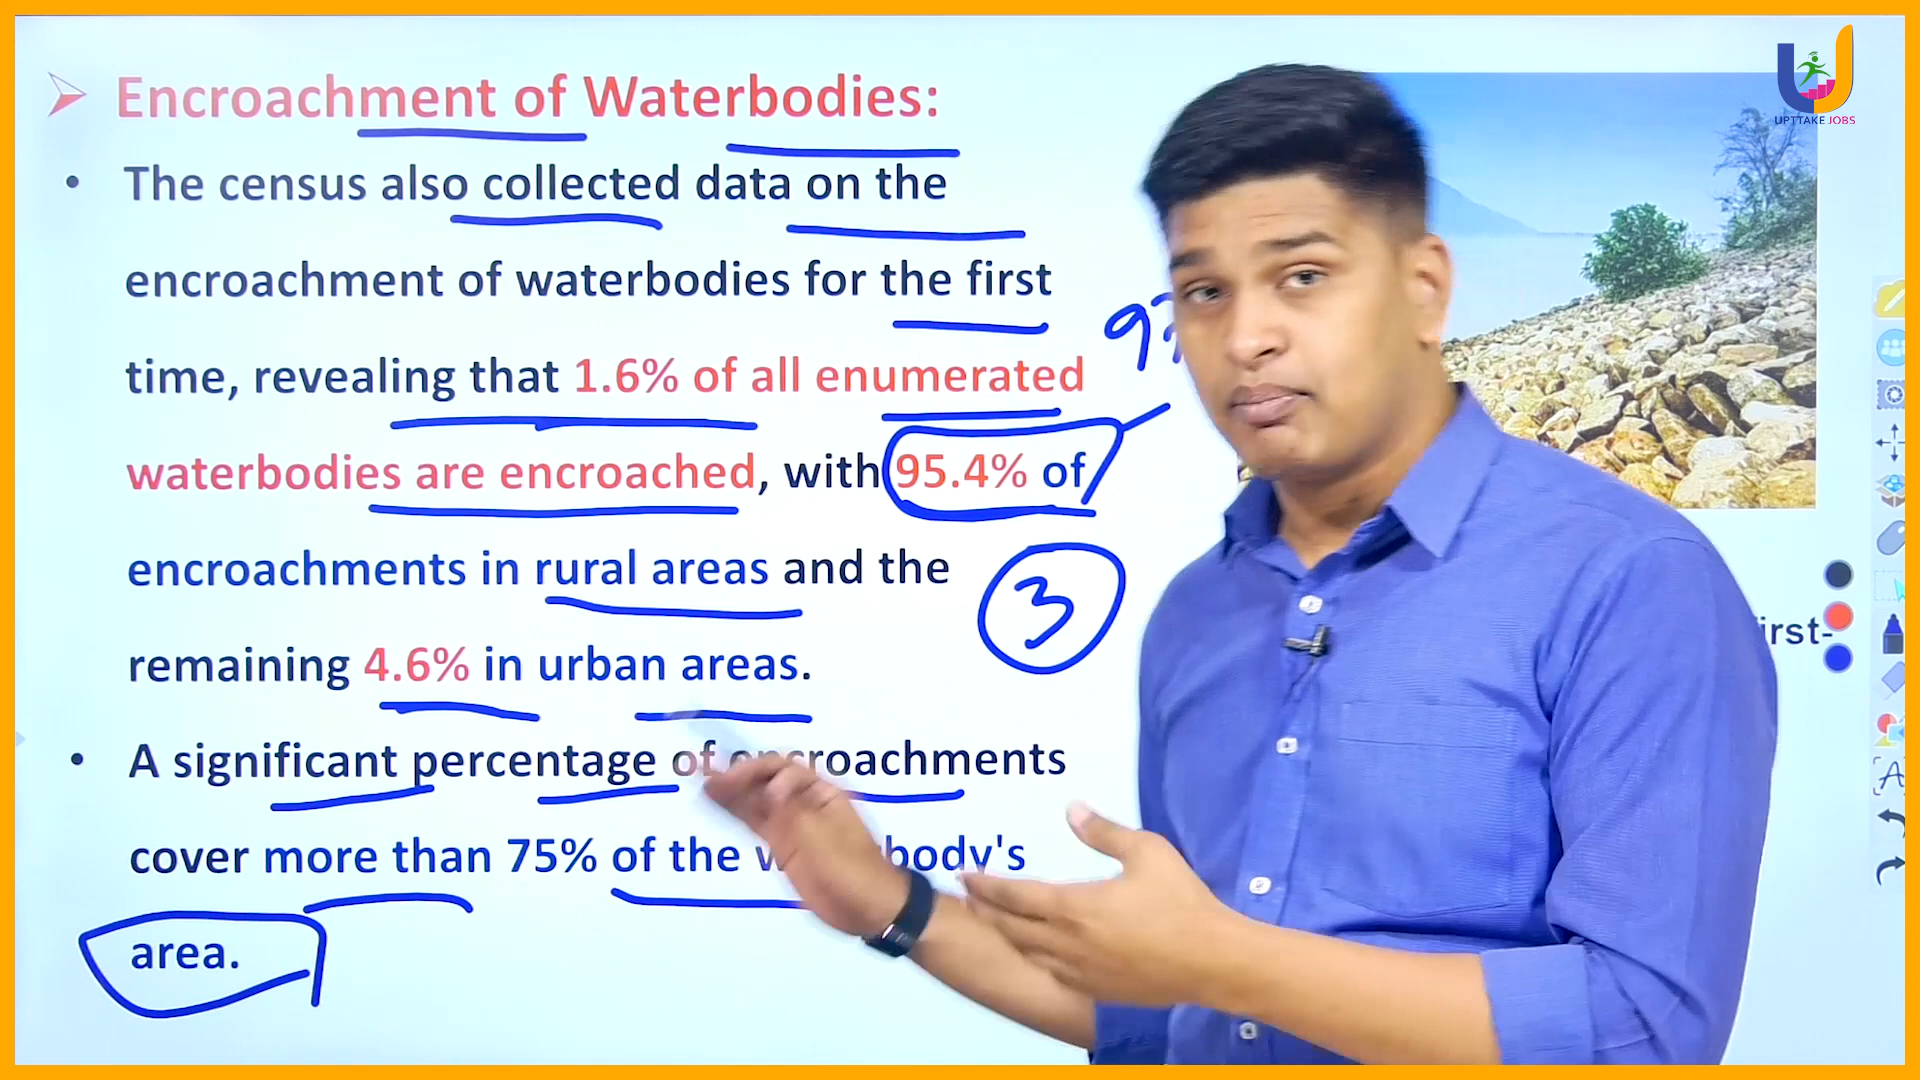 Encroachment of Waterbodies:
• The census also collected data on the
encroachment of waterbodies for the first
time, revealing that 1.6% of all enumerated
waterbodies are encroached, with 95.4% of
encroachments in rural areas and the
remaining 4.6% in urban areas.
• A significant percentage of encroachments
cover more than 75% of the waterbody's
area.
3
UPTTAKE JOBS
A